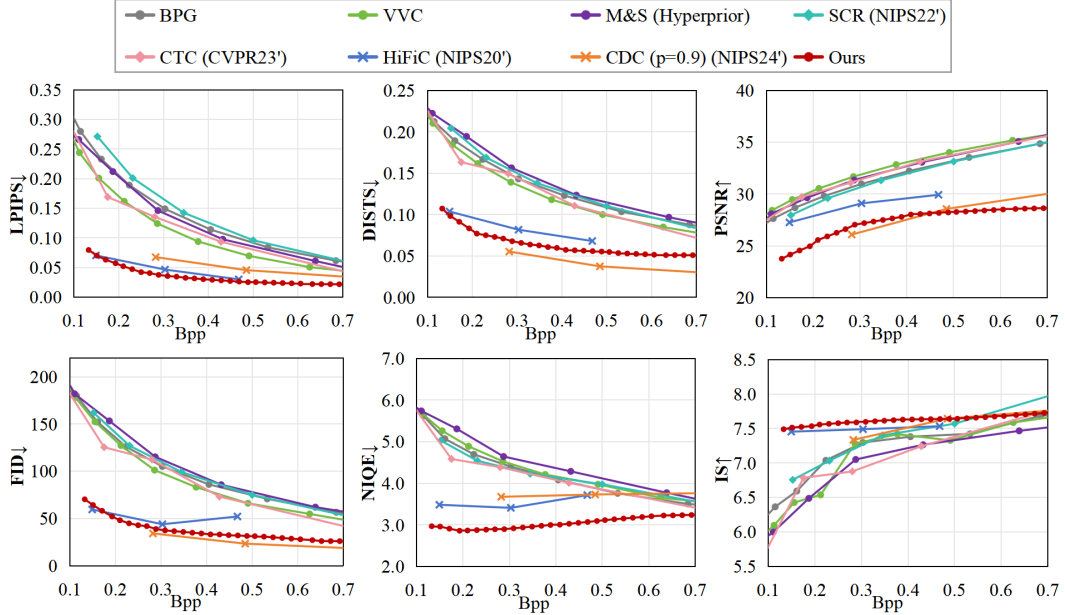 BPG VVC M&S (Hyperprior) SCR (NIPS22')
CTC (CVPR23') HiFiC (NIPS20') CDC (p=0.9) (NIPS24') Ours
LPIPS↓
0.35
0.30
0.25
0.20
0.15
0.10
0.05
0.00
0.1 0.2 0.3 0.4 0.5 0.6 0.7
Bpp
DISTS↓
0.25
0.20
0.15
0.10
0.05
0.00
0.1 0.2 0.3 0.4 0.5 0.6 0.7
Bpp
PSNR↑
40
35
30
25
20
0.1 0.2 0.3 0.4 0.5 0.6 0.7
Bpp
FID↓
200
150
100
50
0
0.1 0.2 0.3 0.4 0.5 0.6 0.7
Bpp
NIQE↓
7.0
6.0
5.0
4.0
3.0
2.0
0.1 0.2 0.3 0.4 0.5 0.6 0.7
Bpp
IS↑
8.5
8.0
7.5
7.0
6.5
6.0
5.5
0.1 0.2 0.3 0.4 0.5 0.6 0.7
Bpp